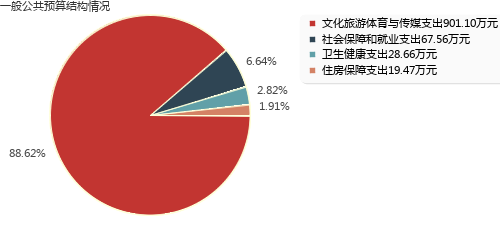 一般公共预算结构情况
文化旅游体育与传媒支出901.10万元
社会保障和就业支出67.56万元
卫生健康支出28.66万元
住房保障支出19.47万元
6.64%
2.82%
1.91%
88.62%